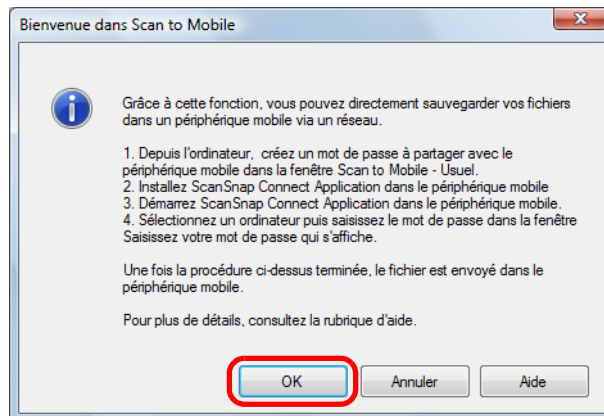 Bienvenue dans Scan to Mobile
Grâce à cette fonction, vous pouvez directement sauvegarder vos fichiers
dans un périphérique mobile via un réseau.
1. Depuis l'ordinateur,  créez un mot de passe à partager avec le
périphérique mobile dans la fenêtre Scan to Mobile - Usuel.
2. Installez ScanSnap Connect Application dans le périphérique mobile
3. Démarrez ScanSnap Connect Application dans le périphérique mobile.
4. Sélectionnez un ordinateur puis saisissez le mot de passe dans la fenêtre
Saisissez votre mot de passe qui s'affiche.
Une fois la procédure ci-dessus terminée, le fichier est envoyé dans le
périphérique mobile.
Pour plus de détails, consultez la rubrique d'aide.
OK Annuler Aide